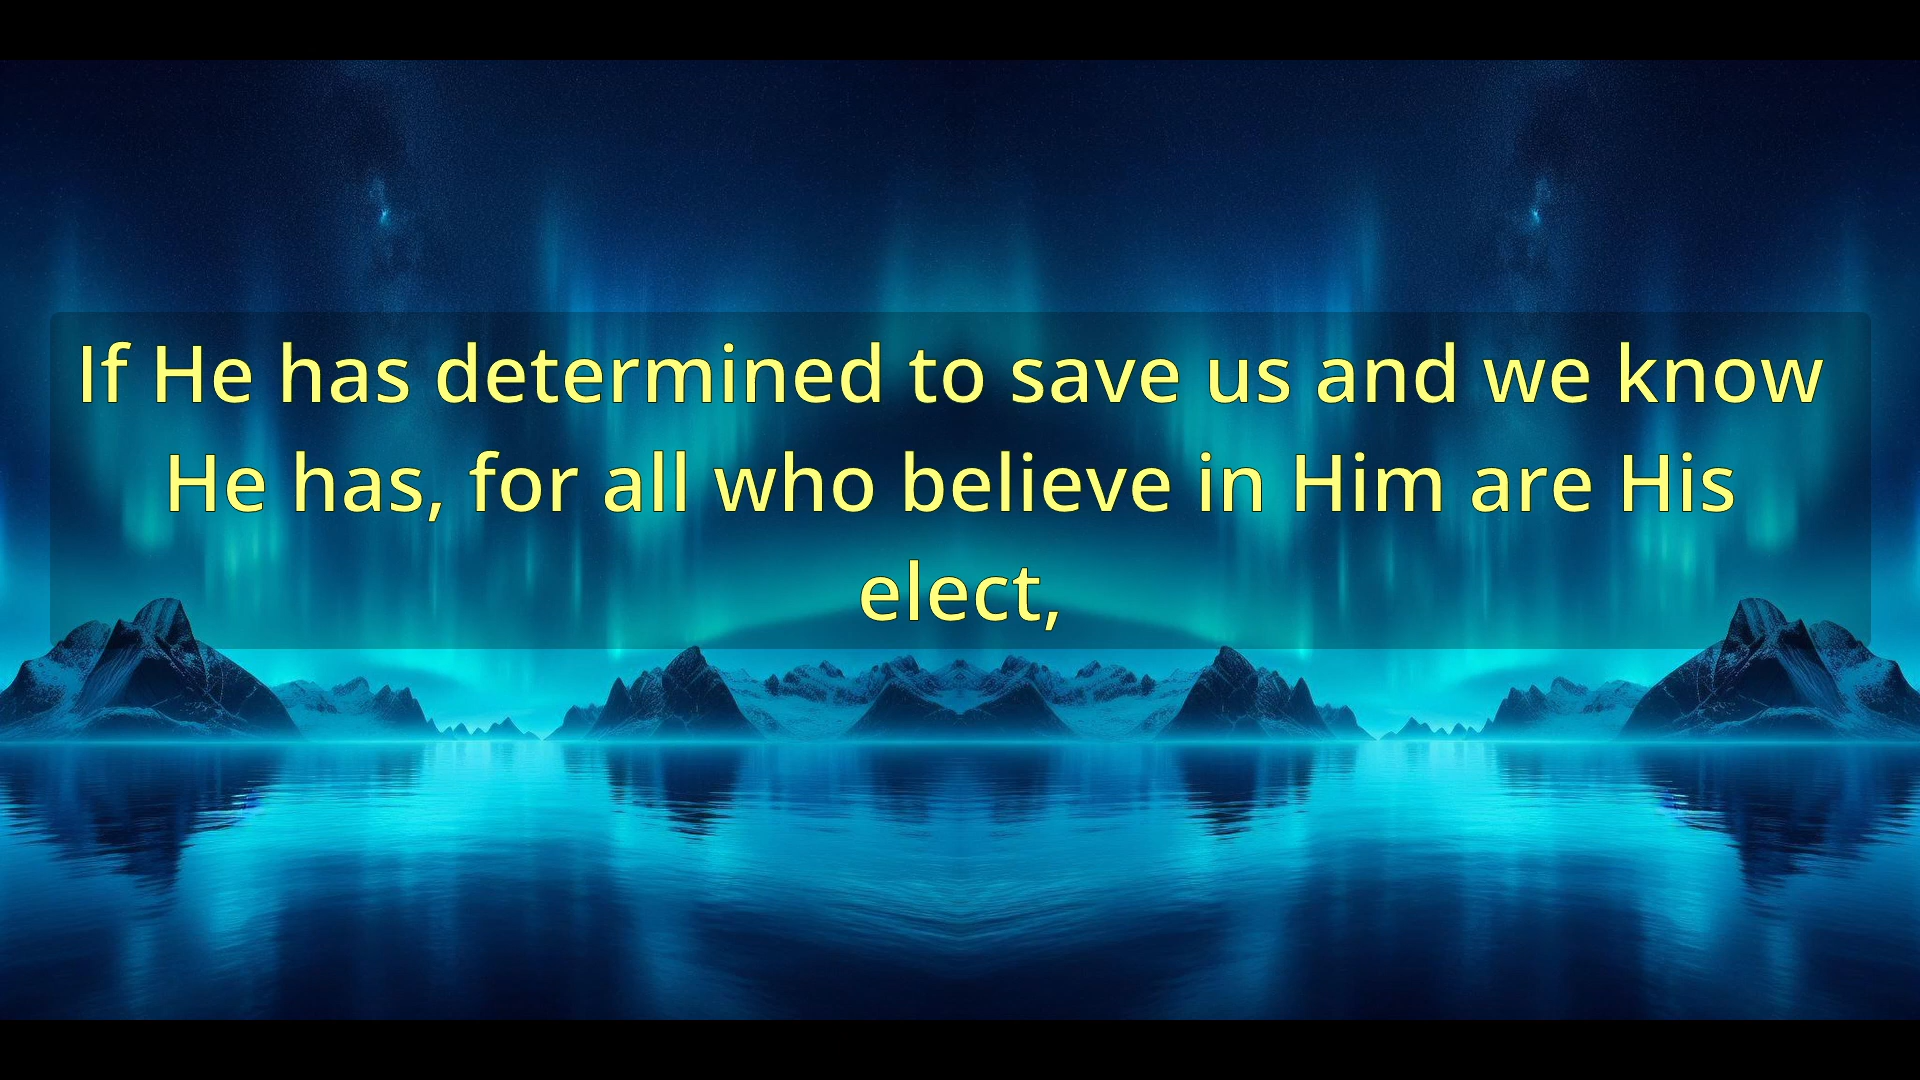 If He has determined to save us and we know
He has, for all who believe in Him are His
elect,